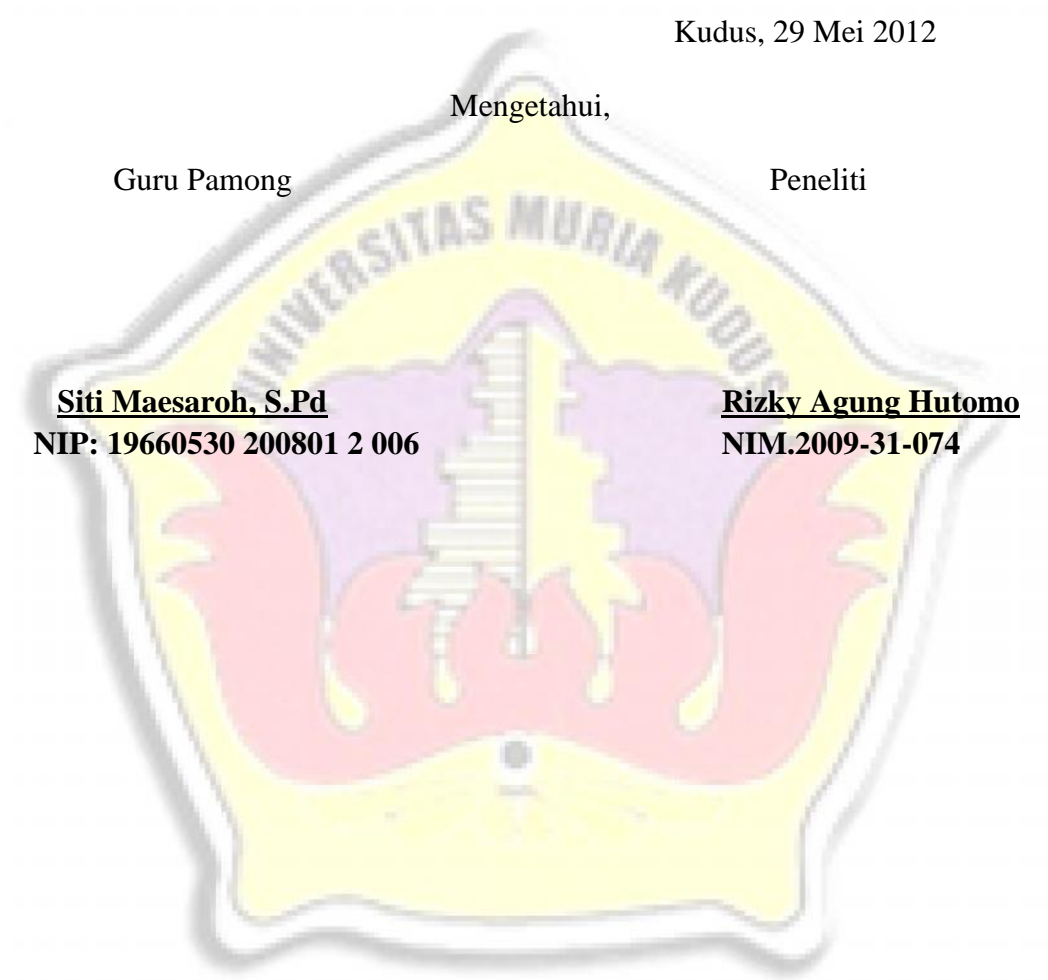 Kudus, 29 Mei 2012
Mengetahui,
Guru Pamong Peneliti
UNIVERSITAS MURIA KUDUS
Siti Maesaroh, S.Pd Rizky Agung Hutomo
NIP: 19660530 200801 2 006 NIM.2009-31-074